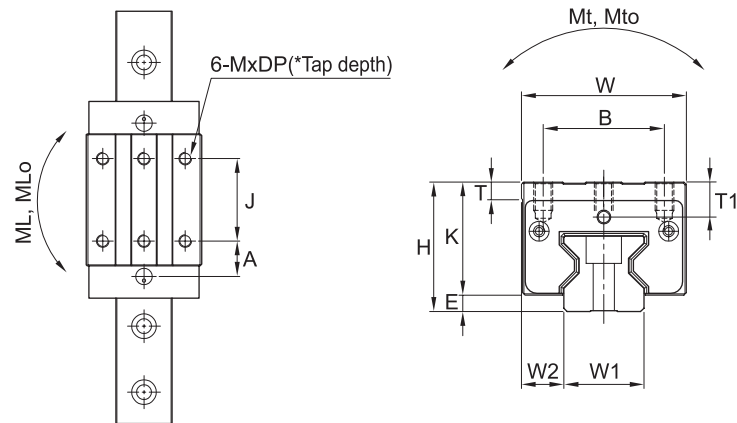 6-MxDP(*Tap depth)
ML, MLo
J
A
Mt, Mto
W
B
T
T1
H
K
E
W2
W1